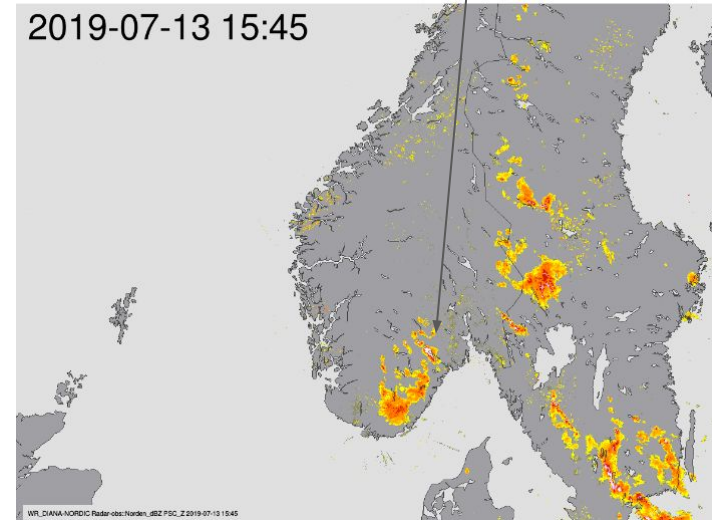 2019-07-13 15:45
WR_DIANA-NORDIC Radar-obs::Norden_dBZ PSC_Z 2019-07-13 15:45